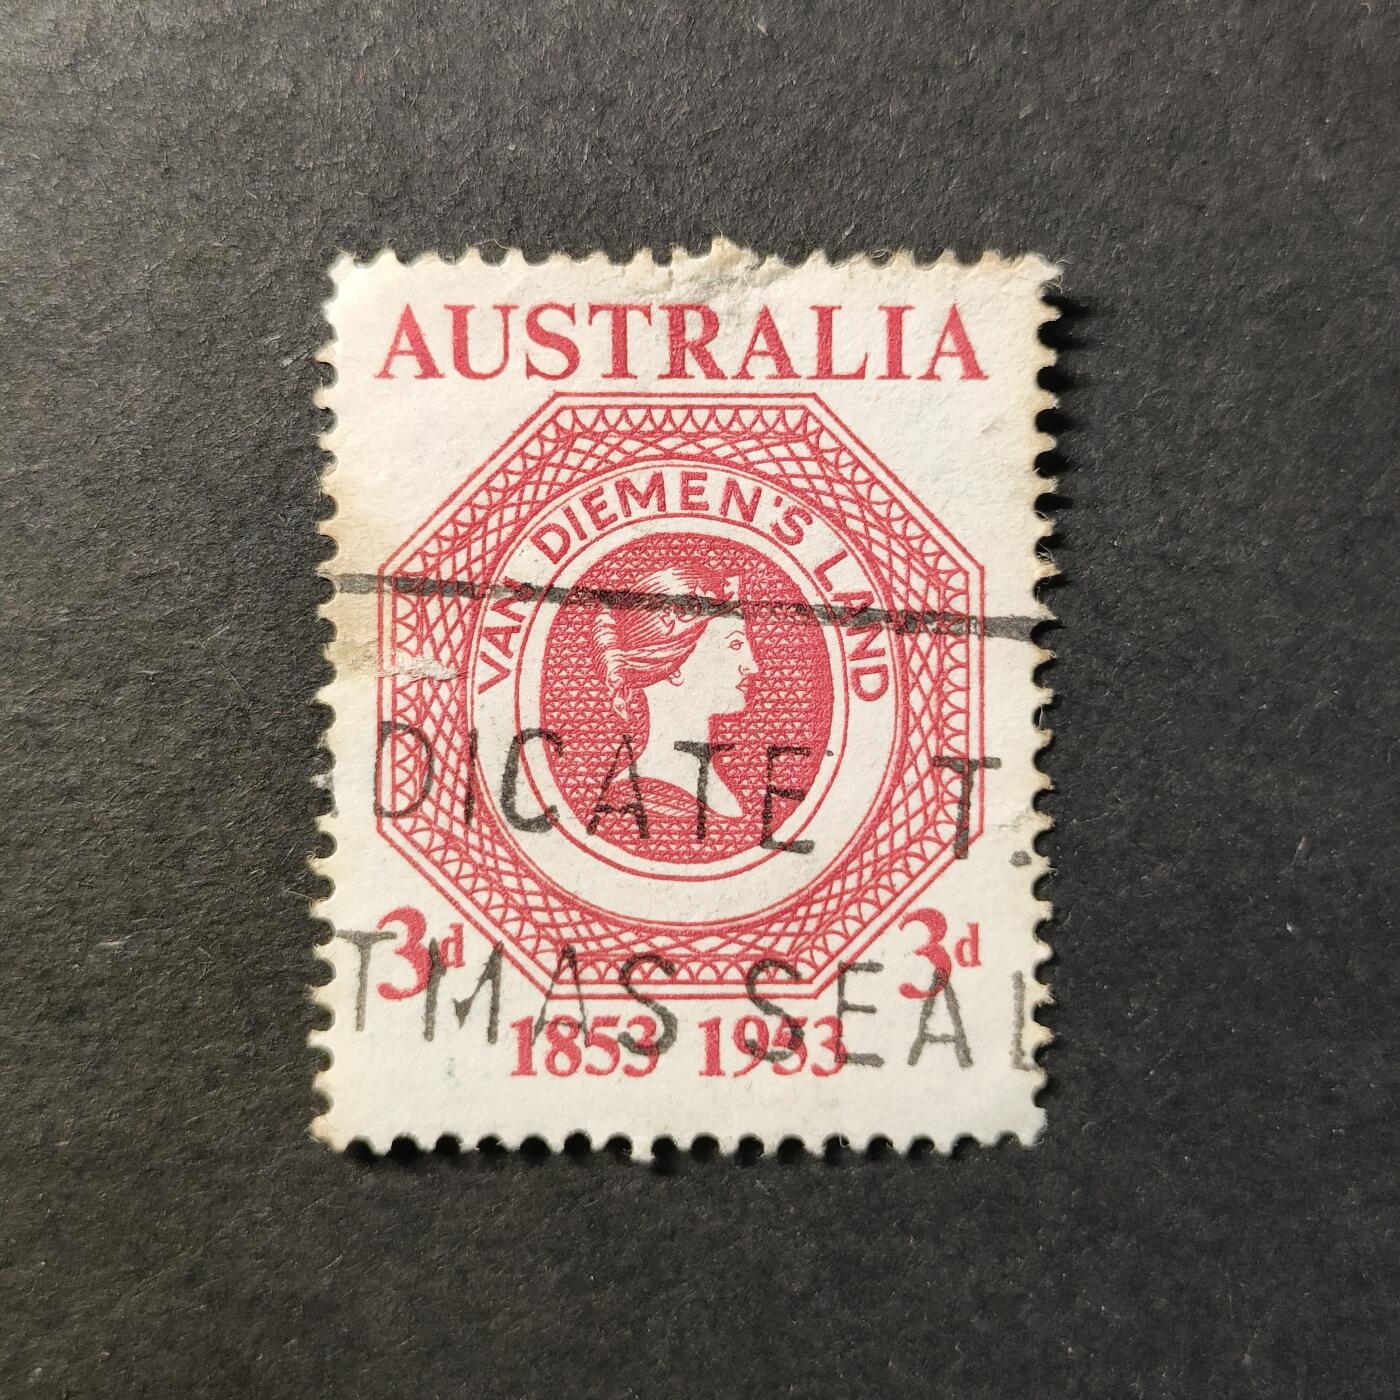 AUSTRALIA
VAN DIEMEN'S LAND
DICATE T.
3d 3d
TMAS SEAL
1853 1953